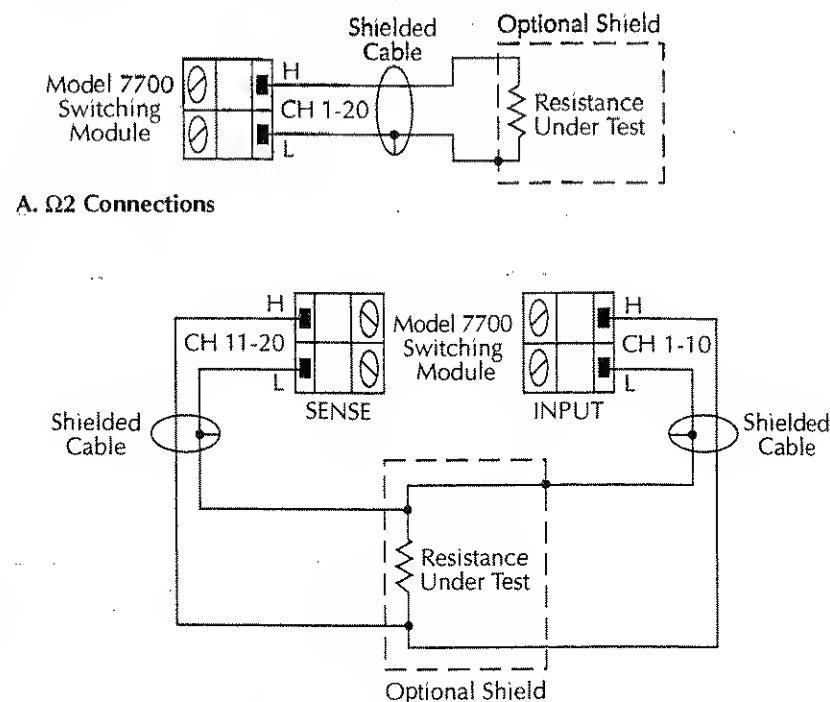 Shielded
Cable
Optional Shield
Model 7700
Switching
Module
H
CH 1-20
L
Resistance
Under Test
A. Ω2 Connections
H
CH 11-20
L
SENSE
Model 7700
Switching
Module
INPUT
H
CH 1-10
L
Shielded
Cable
Shielded
Cable
Resistance
Under Test
Optional Shield